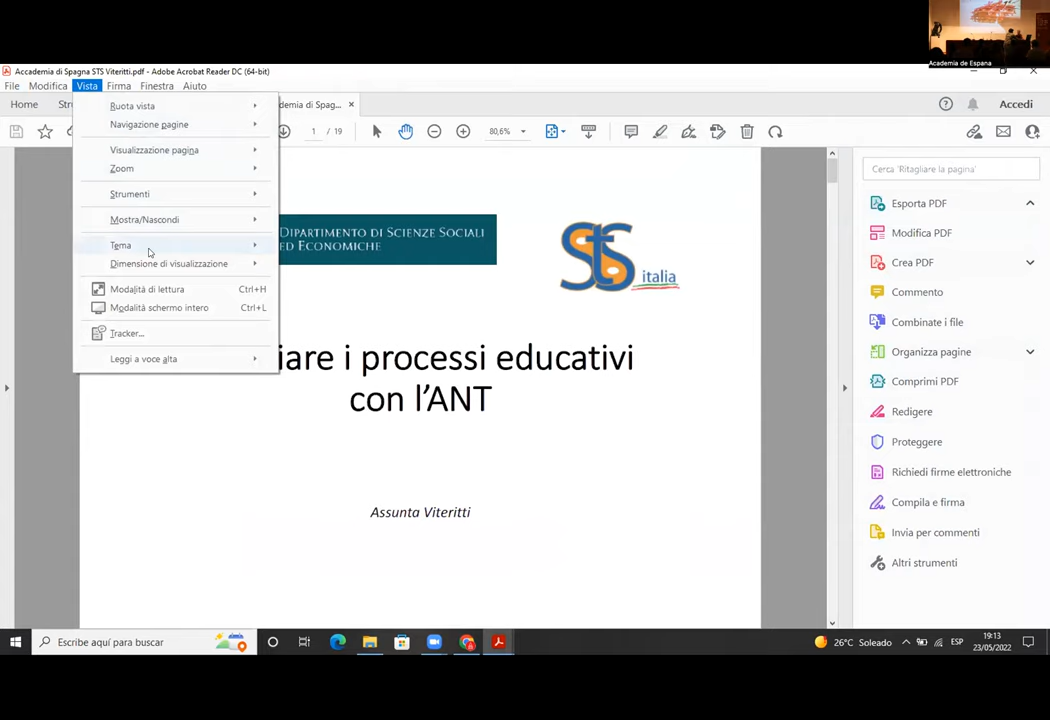 Academia de Espana
Accademia di Spagna STS Viteritti.pdf - Adobe Acrobat Reader DC (64-bit)
File Modifica Vista Firma Finestra Aiuto
Home Str demia di Spag... Accedi
1 / 19 80,6%
Ruota vista
Navigazione pagine
Visualizzazione pagina
Zoom
Strumenti
Mostra/Nascondi
Tema
Dimensione di visualizzazione
Modalità di lettura Ctrl+H
Modalità schermo intero Ctrl+L
Tracker...
Leggi a voce alta
DIPARTIMENTO DI SCIENZE SOCIALI
ED ECONOMICHE
STS
italia
iare i processi educativi
con l'ANT
Assunta Viteritti
Cerca 'Ritagliare la pagina'
Esporta PDF
Modifica PDF
Crea PDF
Commento
Combinate i file
Organizza pagine
Comprimi PDF
Redigere
Proteggere
Richiedi firme elettroniche
Compila e firma
Invia per commenti
Altri strumenti
Escribe aquí para buscar
26°C Soleado ESP
19:13
23/05/2022